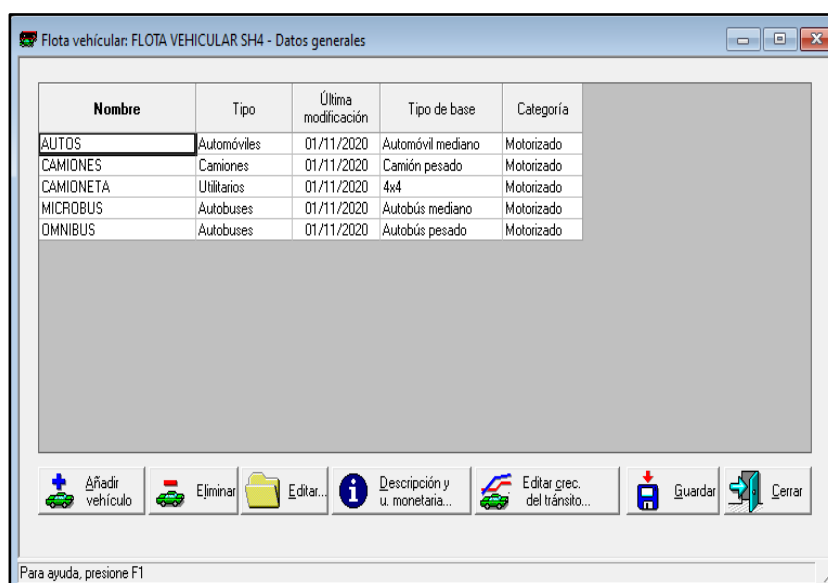 Flota vehícular: FLOTA VEHICULAR SH4 - Datos generales
Nombre Tipo Última modificación Tipo de base Categoría
AUTOS Automóviles 01/11/2020 Automóvil mediano Motorizado
CAMIONES Camiones 01/11/2020 Camión pesado Motorizado
CAMIONETA Utilitarios 01/11/2020 4x4 Motorizado
MICROBUS Autobuses 01/11/2020 Autobús mediano Motorizado
OMNIBUS Autobuses 01/11/2020 Autobús pesado Motorizado
Añadir vehículo
Eliminar
Editar...
Descripción y u. monetaria...
Editar crec. del tránsito...
Guardar
Cerrar
Para ayuda, presione F1